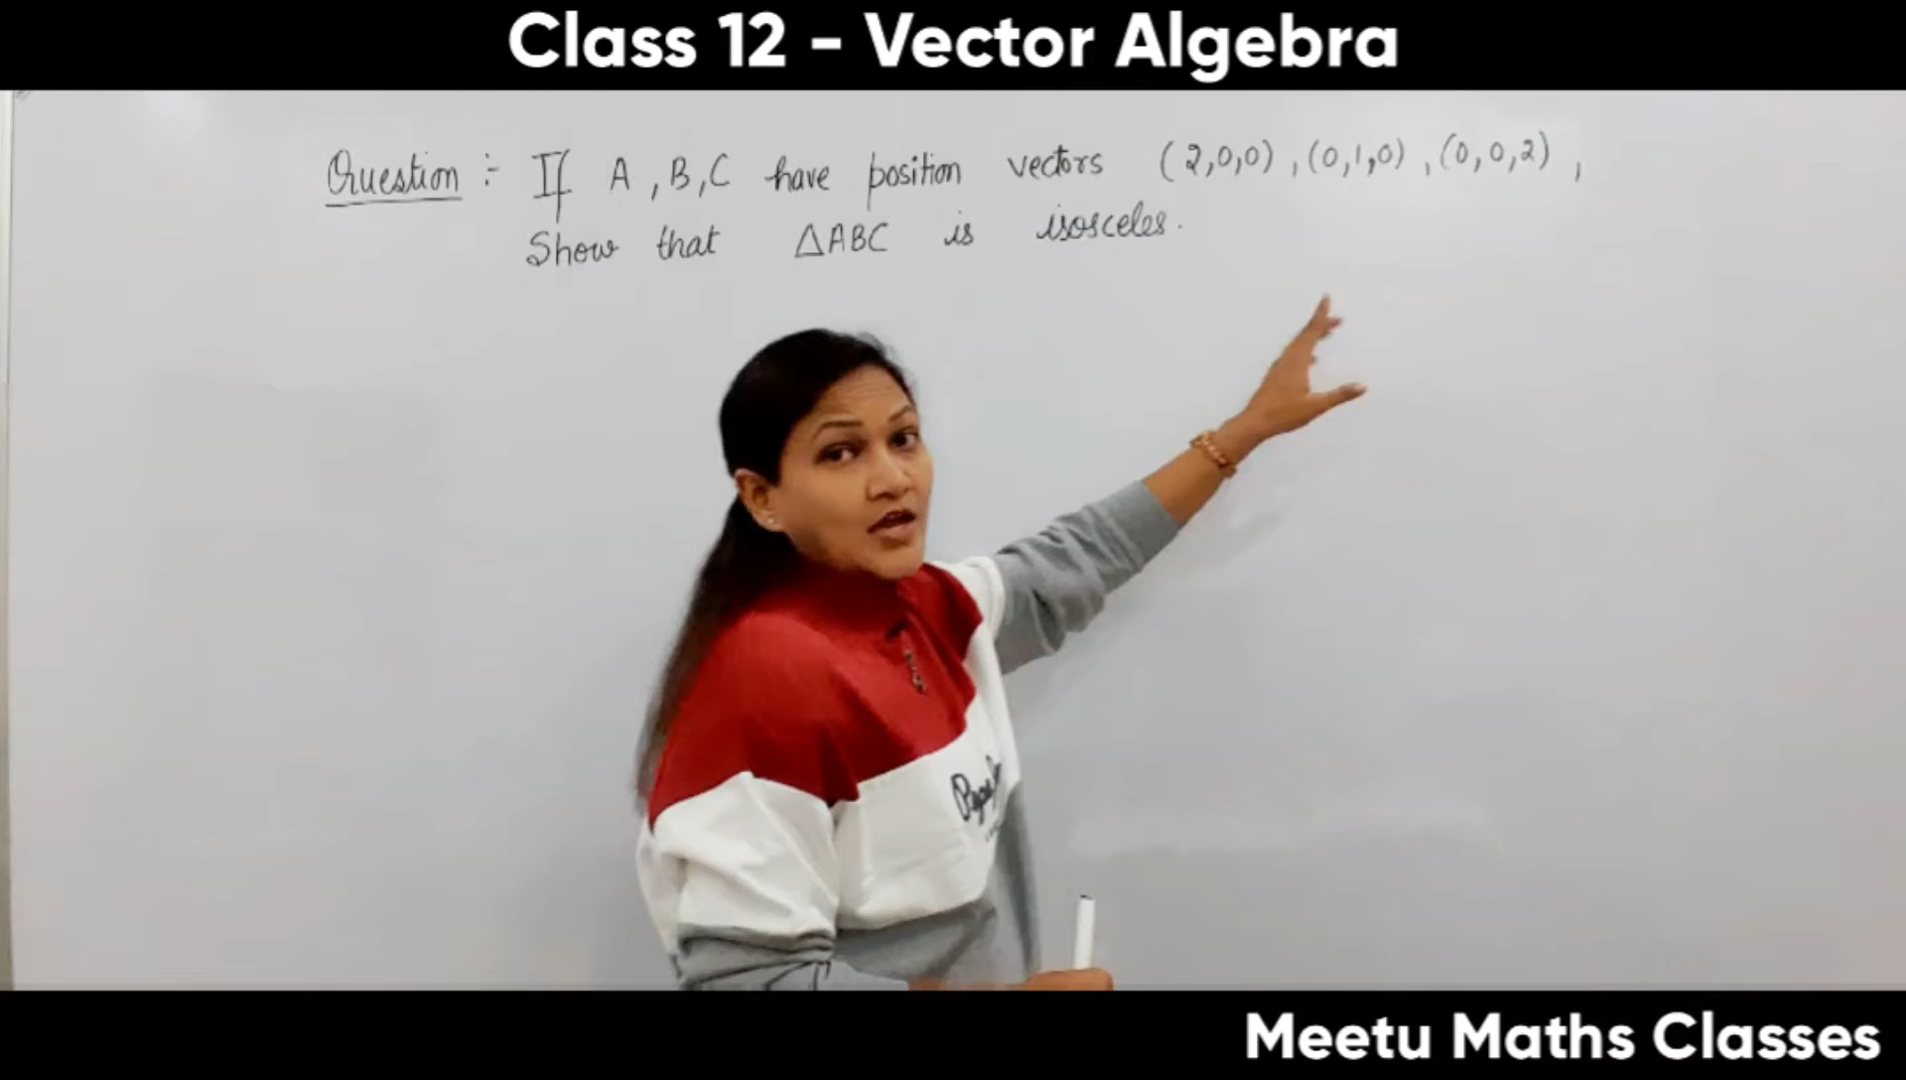 Class 12 - Vector Algebra
Question :- If A, B, C have position vectors (2,0,0), (0,1,0), (0,0,2),
Show that △ABC is isosceles.
Meetu Maths Classes